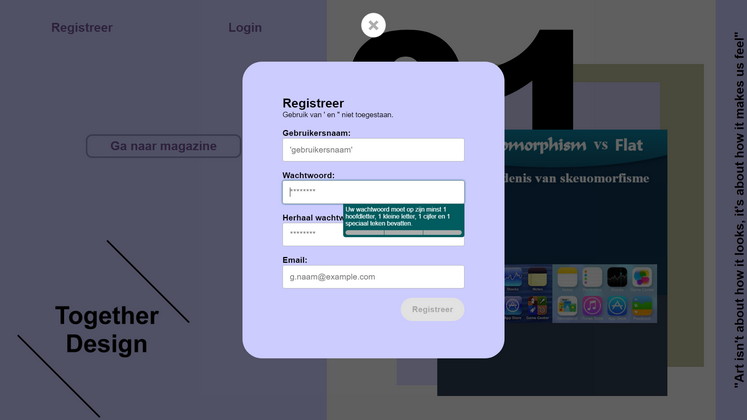 Registreer
Login
Ga naar magazine
Together
Design
Registreer
Gebruik van ' en " niet toegestaan.
Gebruikersnaam:
'gebruikersnaam'
Wachtwoord:
********
Uw wachtwoord moet op zijn minst 1
hoofdletter, 1 kleine letter, 1 cijfer en 1
speciaal teken bevatten
Herhaal
********
Email:
g.naam@example.com
Registreer
vs Flat
van skeuomorfisme
"Art isn't about how it looks, it's about how it makes us feel"